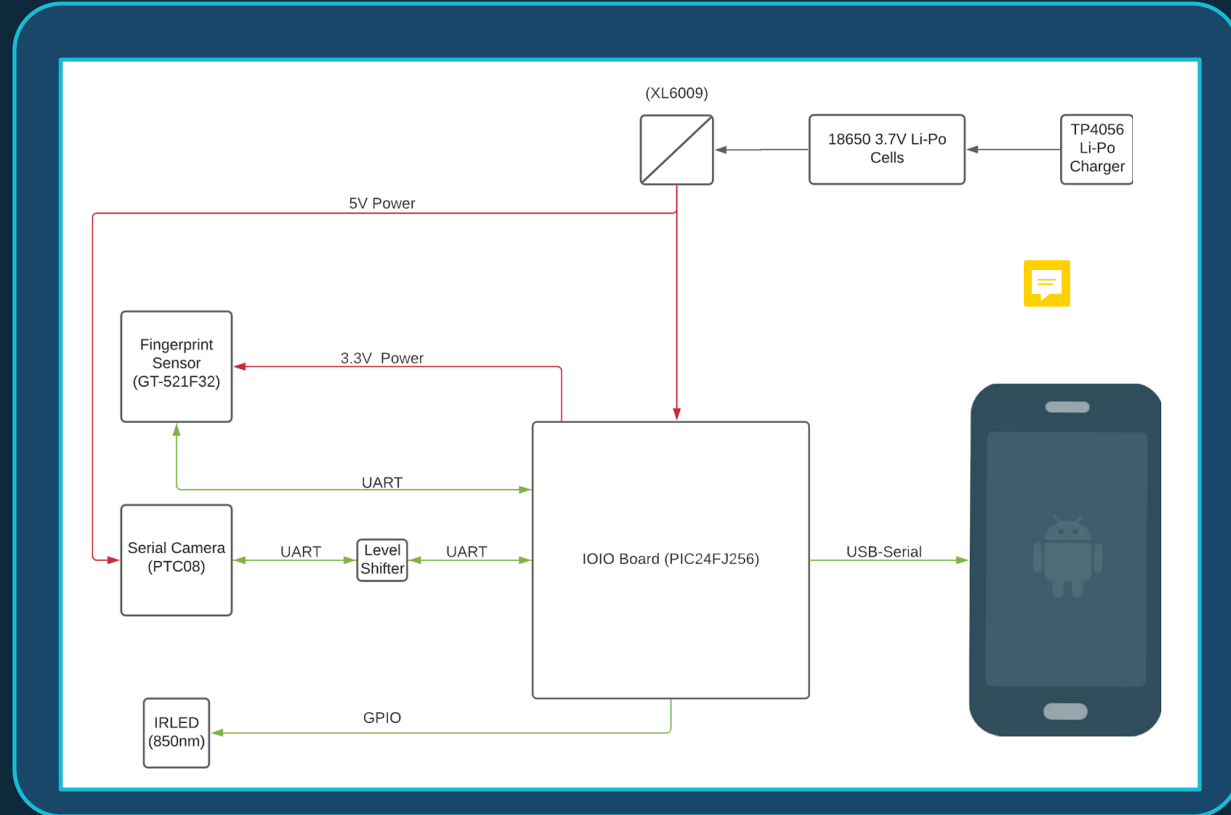 (XL6009)
18650 3.7V Li-Po
Cells
TP4056
Li-Po
Charger
5V Power
Fingerprint
Sensor
(GT-521F32)
3.3V Power
UART
Serial Camera
(PTC08)
UART
Level
Shifter
UART
IOIO Board (PIC24FJ256)
USB-Serial
IRLED
(850nm)
GPIO